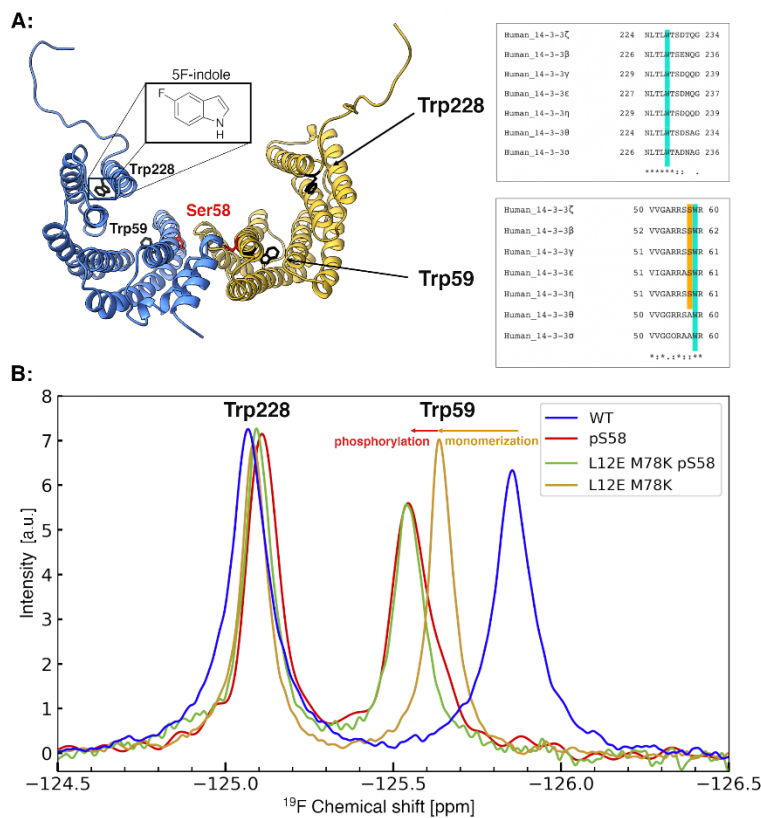 A:
5F-indole
F
N
H
Trp228
Trp228
Trp59
Ser58
Trp59
Human_14-3-3ζ 224 NLTLWTSDTQG 234
Human_14-3-3β 226 NLTLWTSENQG 236
Human_14-3-3γ 229 NLTLWTSDQQD 239
Human_14-3-3ε 227 NLTLWTSDMQG 237
Human_14-3-3η 229 NLTLWTSDQQD 239
Human_14-3-3θ 224 NLTLWTSDSAG 234
Human_14-3-3σ 226 NLTLWTADNAG 236
******:: .
Human_14-3-3ζ 50 VVGARRSSWR 60
Human_14-3-3β 52 VVGARRSSWR 62
Human_14-3-3γ 51 VVGARRSSWR 61
Human_14-3-3ε 51 VIGARRASWR 61
Human_14-3-3η 51 VVGARRSSWR 61
Human_14-3-3θ 50 VVGGRRSAWR 60
Human_14-3-3σ 50 VVGGQRAAWR 60
*:*.:*::**
B:
Trp228
Trp59
phosphorylation monomerization
WT
pS58
L12E M78K pS58
L12E M78K
Intensity [a.u.]
8
7
6
5
4
3
2
1
0
−124.5 −125.0 −125.5 −126.0 −126.5
19F Chemical shift [ppm]